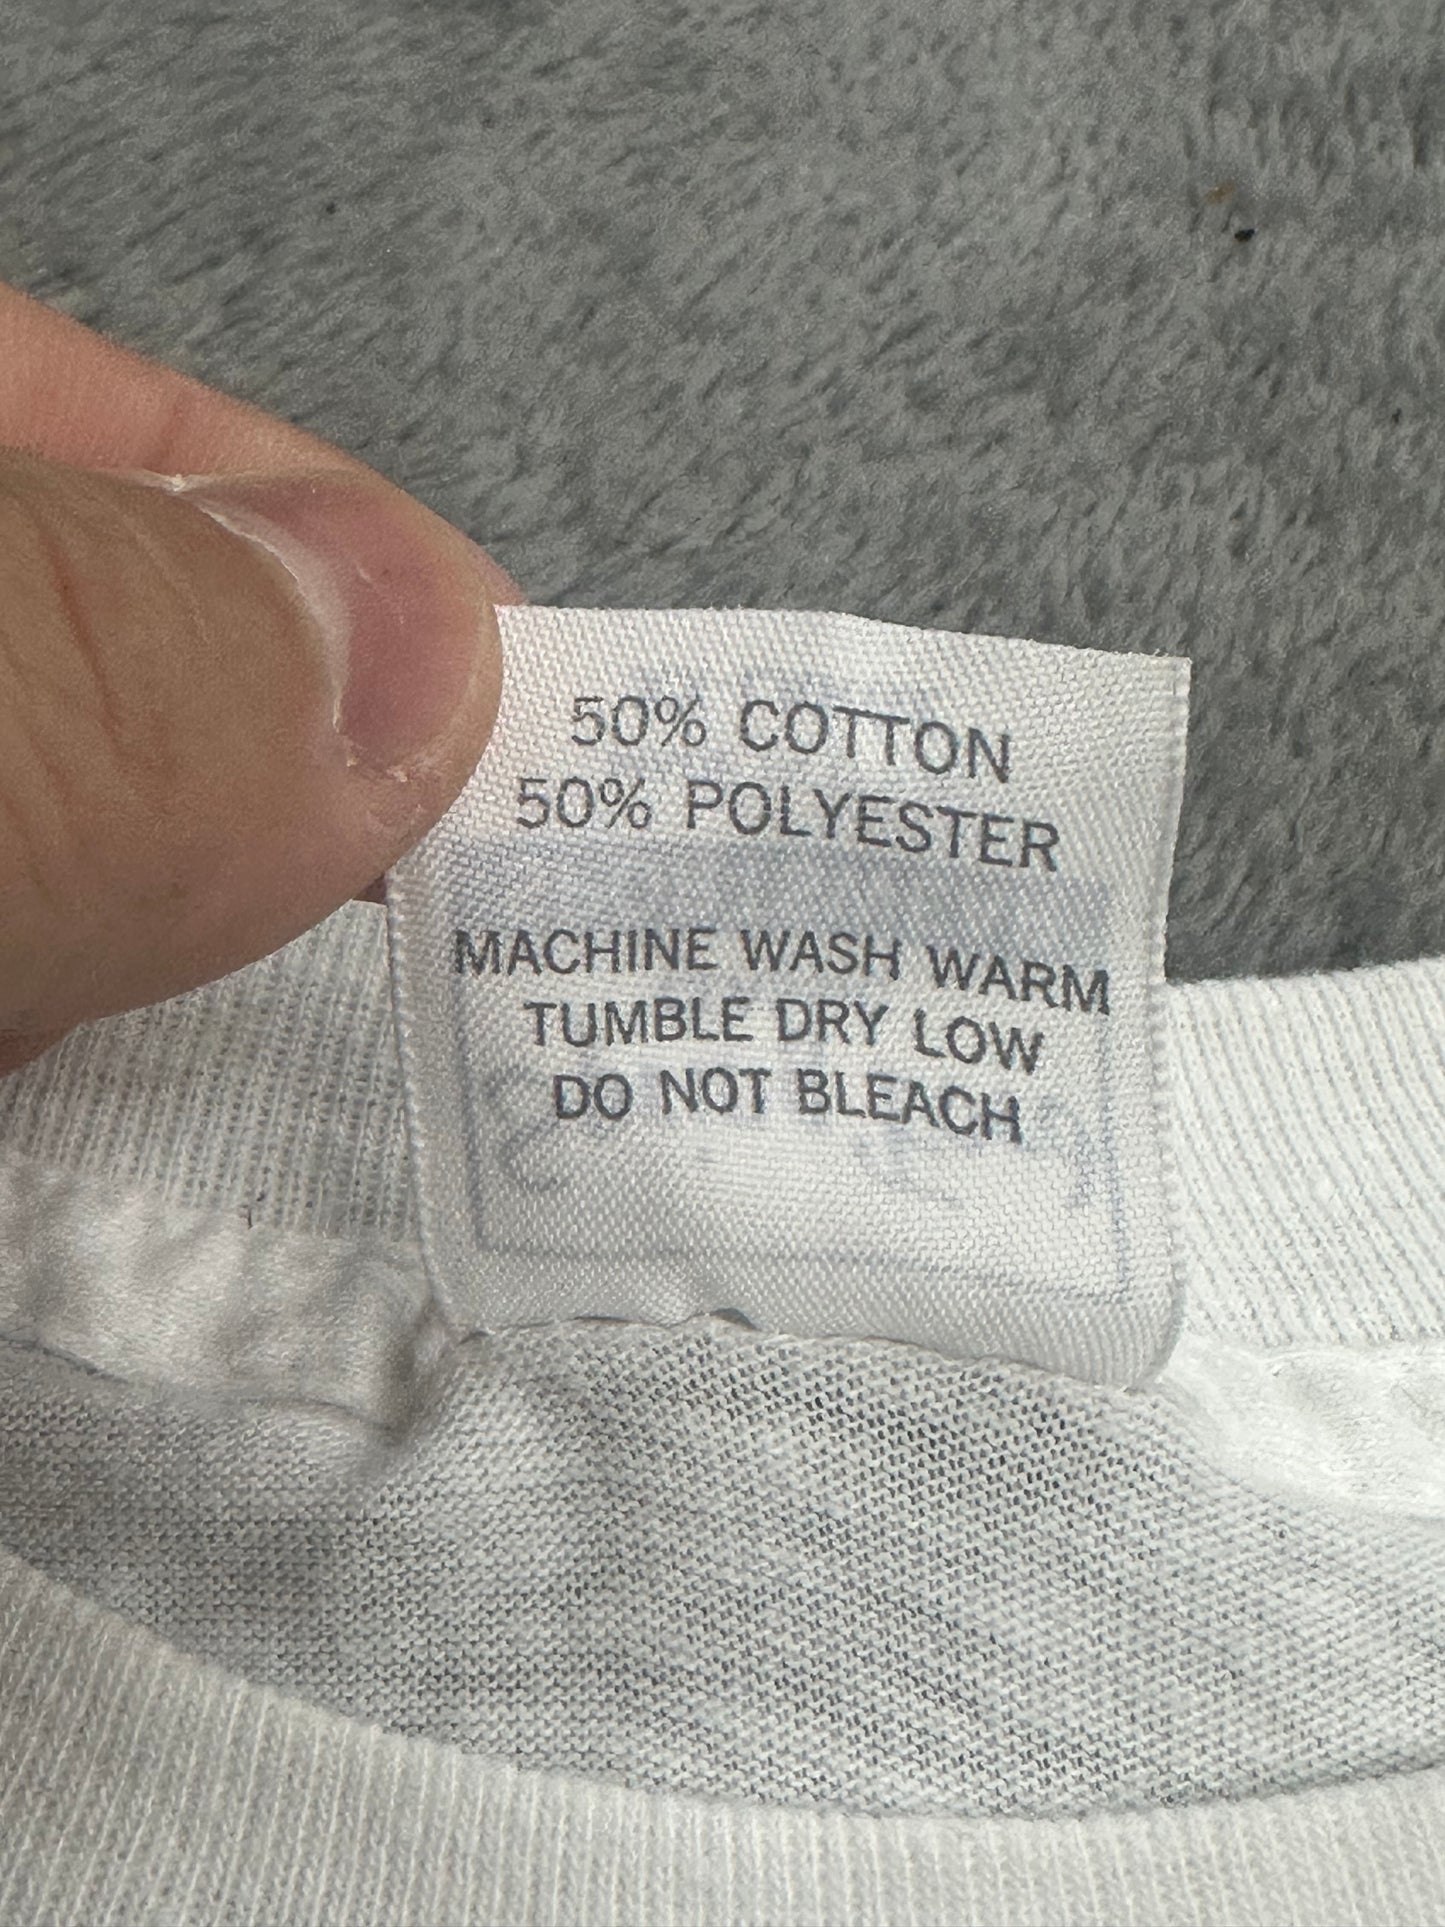 50% COTTON
50% POLYESTER
MACHINE WASH WARM
TUMBLE DRY LOW
DO NOT BLEACH